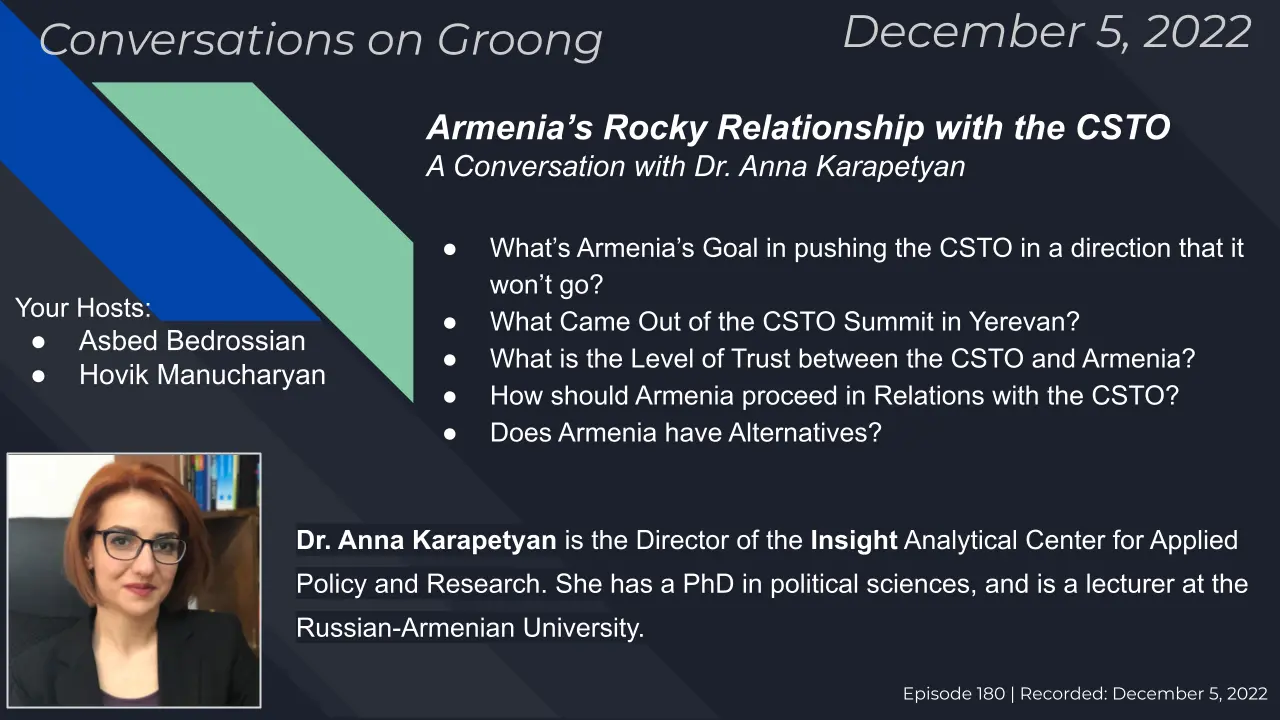 Conversations on Groong
December 5, 2022
Armenia’s Rocky Relationship with the CSTO
A Conversation with Dr. Anna Karapetyan
● What’s Armenia’s Goal in pushing the CSTO in a direction that it
won’t go?
● What Came Out of the CSTO Summit in Yerevan?
● What is the Level of Trust between the CSTO and Armenia?
● How should Armenia proceed in Relations with the CSTO?
● Does Armenia have Alternatives?
Your Hosts:
● Asbed Bedrossian
● Hovik Manucharyan
Dr. Anna Karapetyan is the Director of the Insight Analytical Center for Applied
Policy and Research. She has a PhD in political sciences, and is a lecturer at the
Russian-Armenian University.
Episode 180 | Recorded: December 5, 2022